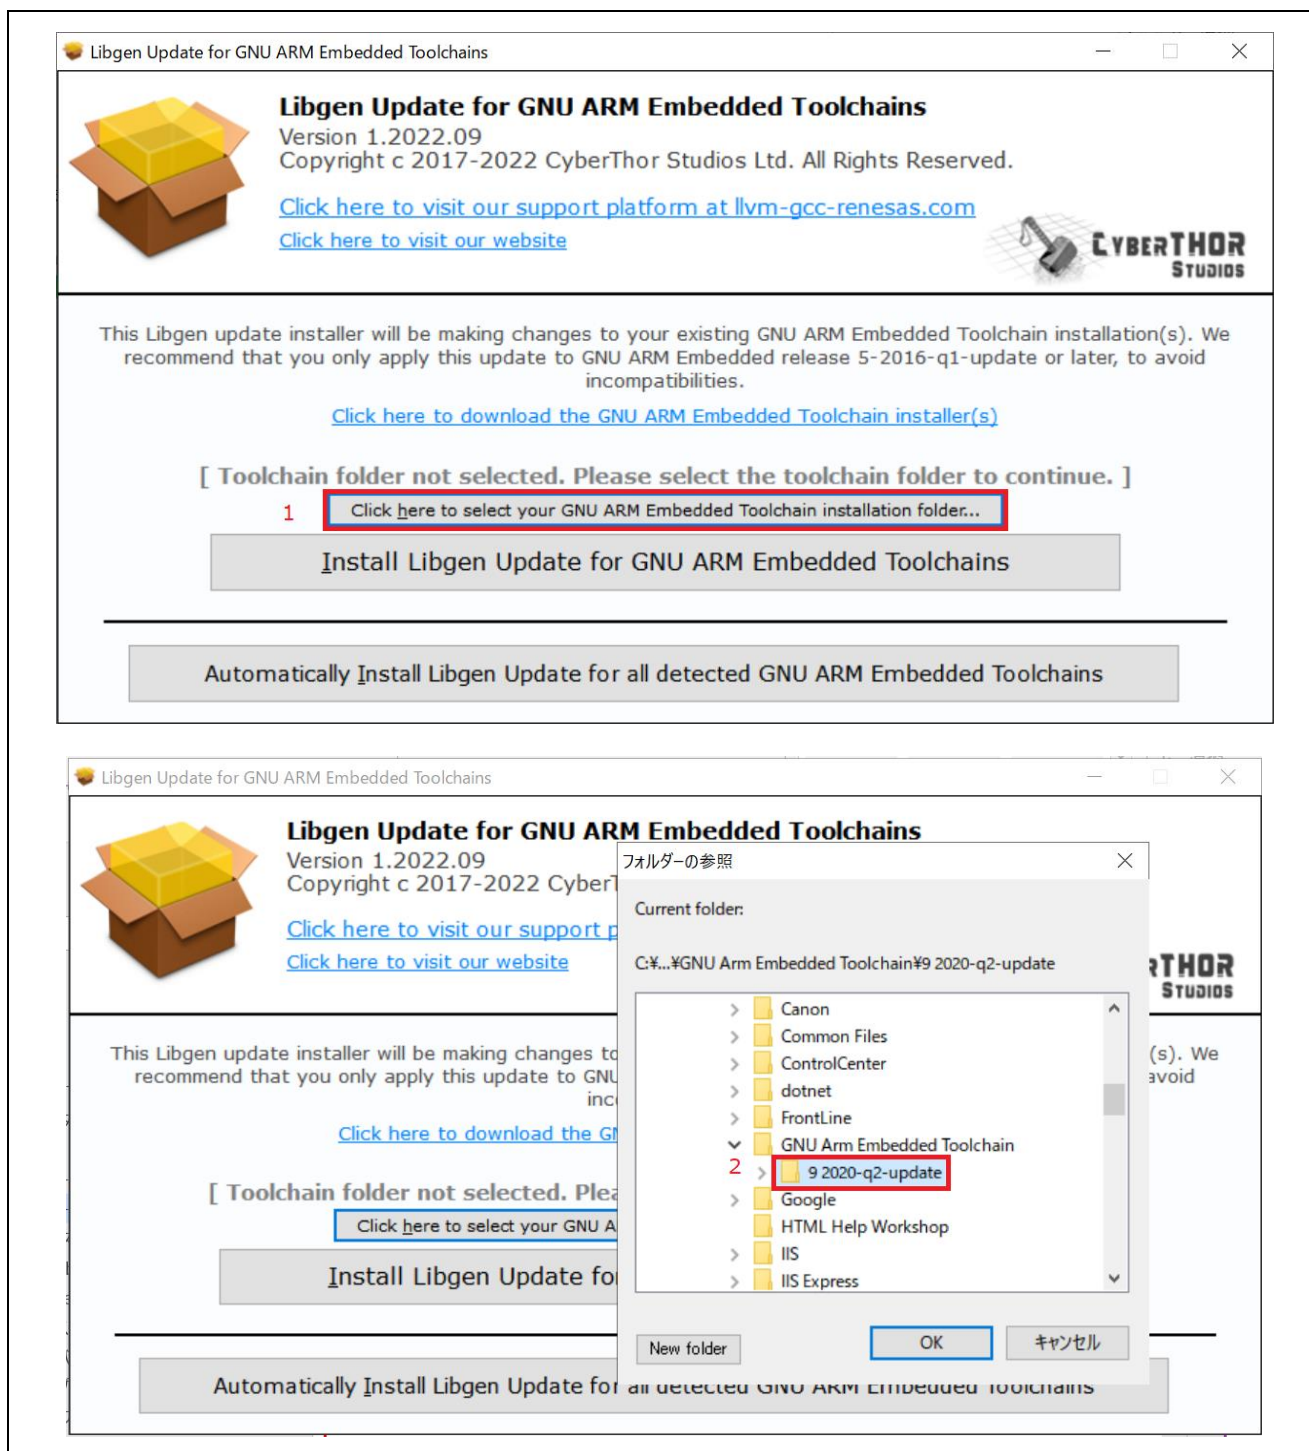 Libgen Update for GNU ARM Embedded Toolchains
Libgen Update for GNU ARM Embedded Toolchains
Version 1.2022.09
Copyright c 2017-2022 CyberThor Studios Ltd. All Rights Reserved.
Click here to visit our support platform at llvm-gcc-renesas.com
Click here to visit our website
CYBERTHOR
STUDIOS
This Libgen update installer will be making changes to your existing GNU ARM Embedded Toolchain installation(s). We
recommend that you only apply this update to GNU ARM Embedded release 5-2016-q1-update or later, to avoid
incompatibilities.
Click here to download the GNU ARM Embedded Toolchain installer(s)
[ Toolchain folder not selected. Please select the toolchain folder to continue. ]
1 Click here to select your GNU ARM Embedded Toolchain installation folder...
Install Libgen Update for GNU ARM Embedded Toolchains
Automatically Install Libgen Update for all detected GNU ARM Embedded Toolchains
Libgen Update for GNU ARM Embedded Toolchains
Libgen Update for GNU ARM Embedded Toolchains
Version 1.2022.09
Copyright c 2017-2022 CyberT
Click here to visit our support p
Click here to visit our website
THOR
STUDIOS
This Libgen update installer will be making changes to (s). We
recommend that you only apply this update to GNU avoid
inc
Click here to download the G
[ Toolchain folder not selected. Plea
Click here to select your GNU A
Install Libgen Update fo
Automatically Install Libgen Update for all detected GNU ARM Embedded Toolchains
フォルダーの参照
Current folder:
C:¥...¥GNU Arm Embedded Toolchain¥9 2020-q2-update
Canon
Common Files
ControlCenter
dotnet
FrontLine
GNU Arm Embedded Toolchain
2 9 2020-q2-update
Google
HTML Help Workshop
IIS
IIS Express
New folder
OK
キャンセル